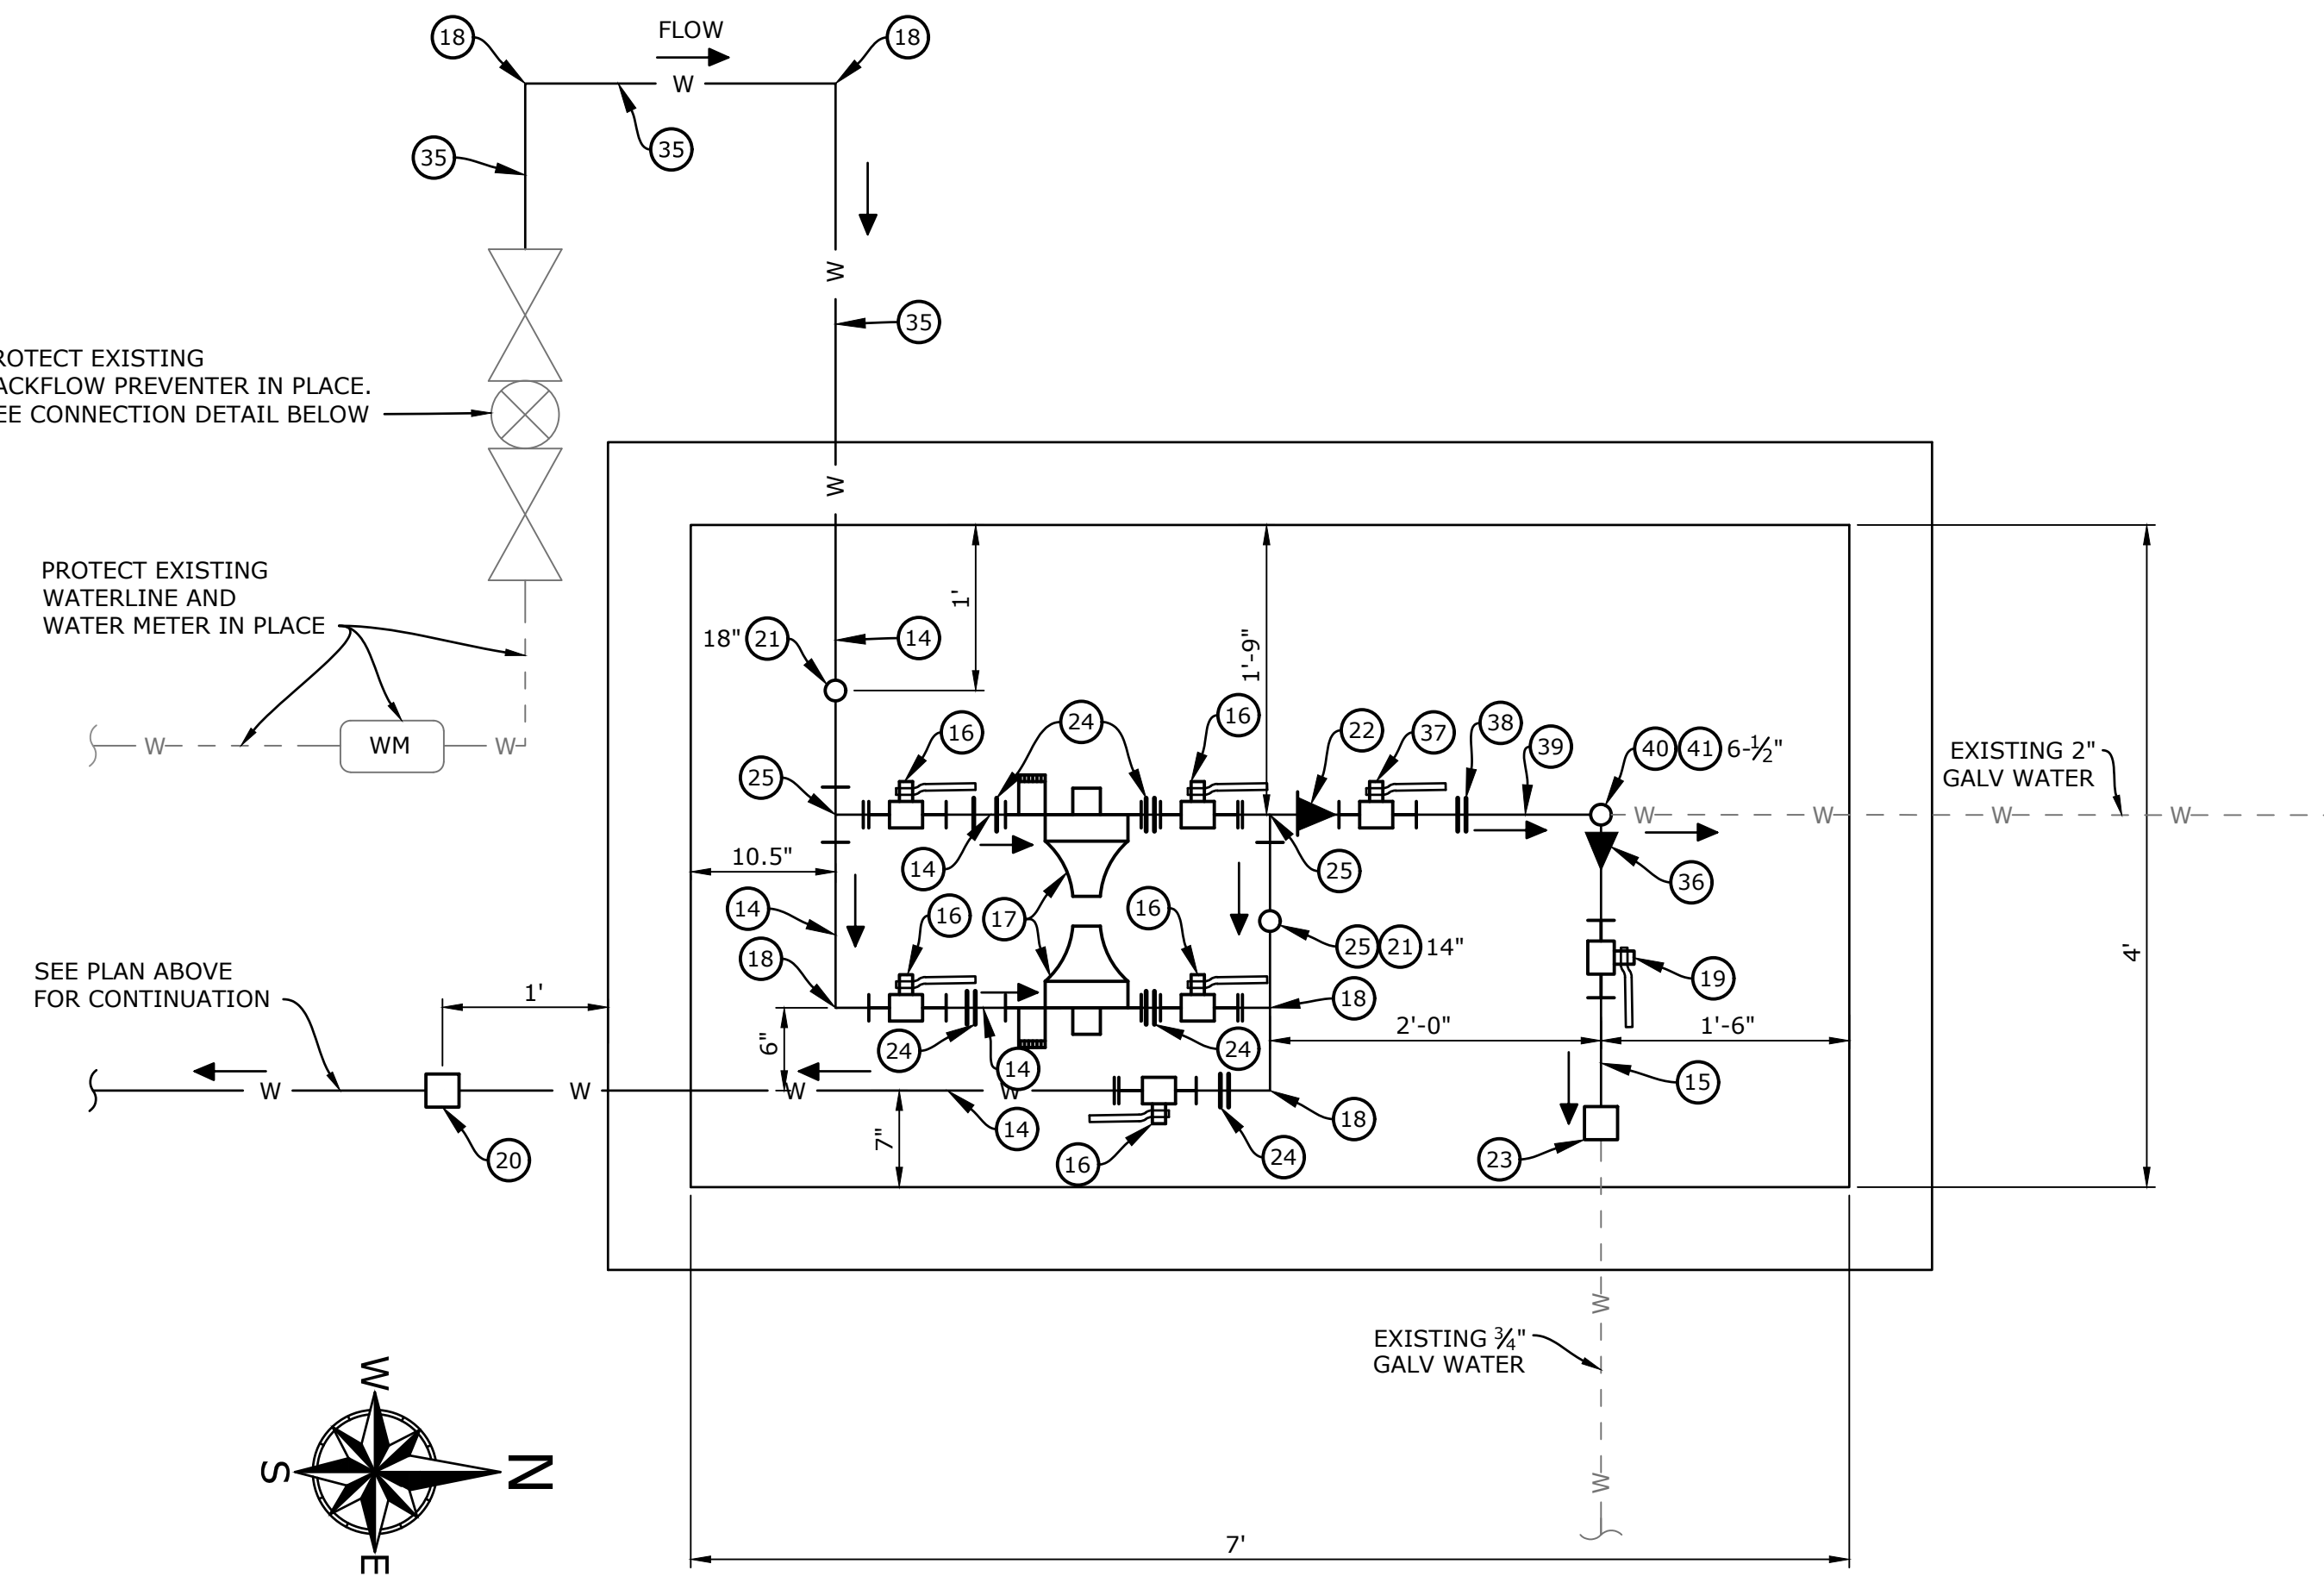 FLOW
18
18
W
35
35
W
35
ROTECT EXISTING
ACKFLOW PREVENTER IN PLACE.
EE CONNECTION DETAIL BELOW
W
PROTECT EXISTING
WATERLINE AND
WATER METER IN PLACE
1'
1'-9"
18" 21
14
W
WM
W
16
24
16
22
37
38
39
40 41 6-1/2"
EXISTING 2"
GALV WATER
25
W
W
W
W
10.5"
14
25
36
14
16
17
16
25 21 14"
4'
18
19
SEE PLAN ABOVE
FOR CONTINUATION
1'
18
2'-0"
1'-6"
6"
24
14
24
15
W
W
W
W
20
7"
14
16
24
18
23
W
EXISTING 3/4"
GALV WATER
W
W
S
N
E
7'